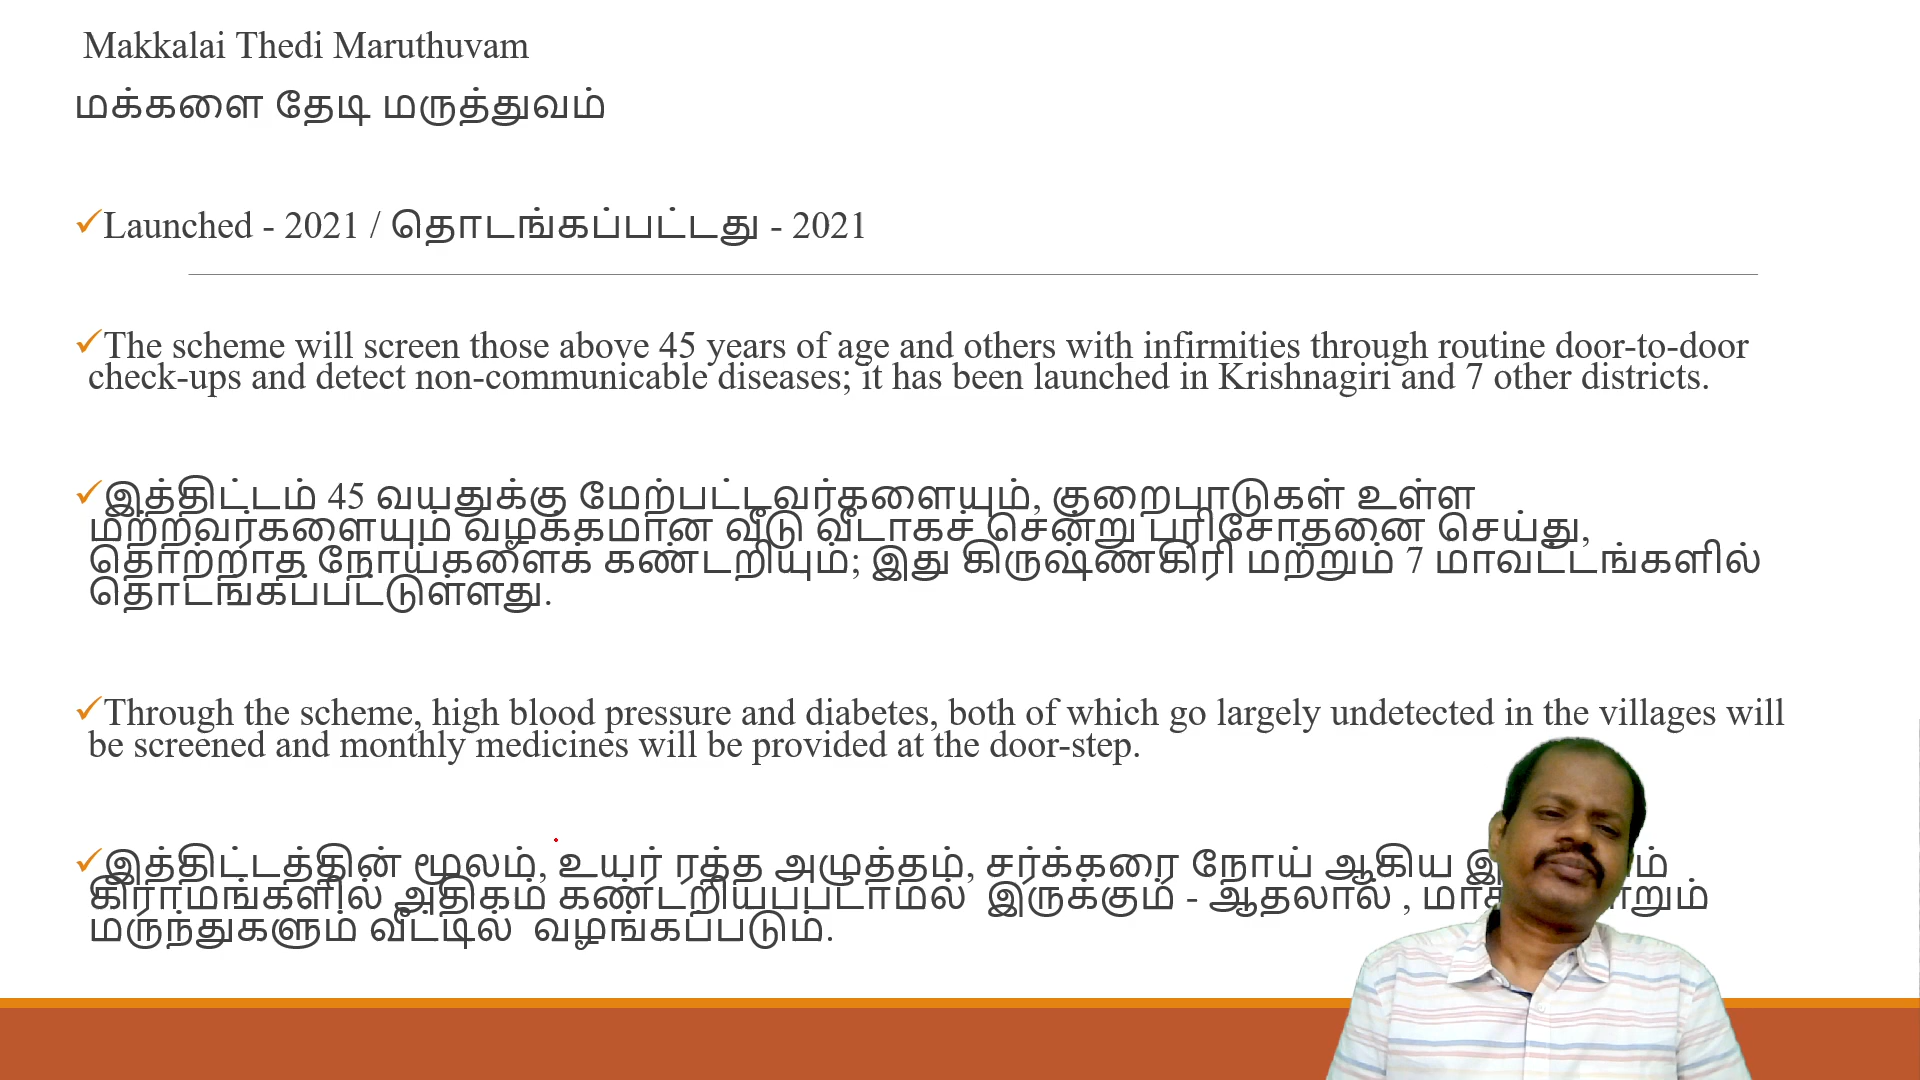 Makkalai Thedi Maruthuvam
மக்களை தேடி மருத்துவம்
✓Launched - 2021 / தொடங்கப்பட்டது - 2021
✓The scheme will screen those above 45 years of age and others with infirmities through routine door-to-door
check-ups and detect non-communicable diseases; it has been launched in Krishnagiri and 7 other districts.
✓இத்திட்டம் 45 வயதுக்கு மேற்பட்டவர்களையும், குறைபாடுகள் உள்ள
மற்றவர்களையும் வழக்கமான வீடு வீடாகச் சென்று பரிசோதனை செய்து,
தொற்றாத நோய்களைக் கண்டறியும்; இது கிருஷ்ணகிரி மற்றும் 7 மாவட்டங்களில்
தொடங்கப்பட்டுள்ளது.
✓Through the scheme, high blood pressure and diabetes, both of which go largely undetected in the villages will
be screened and monthly medicines will be provided at the door-step.
✓இத்திட்டத்தின் மூலம், உயர் ரத்த அழுத்தம், சர்க்கரை நோய் ஆகிய
கிராமங்களில் அதிகம் கண்டறியப்படாமல் இருக்கும் - ஆதலால் ,
மருந்துகளும் வீட்டில் வழங்கப்படும்.